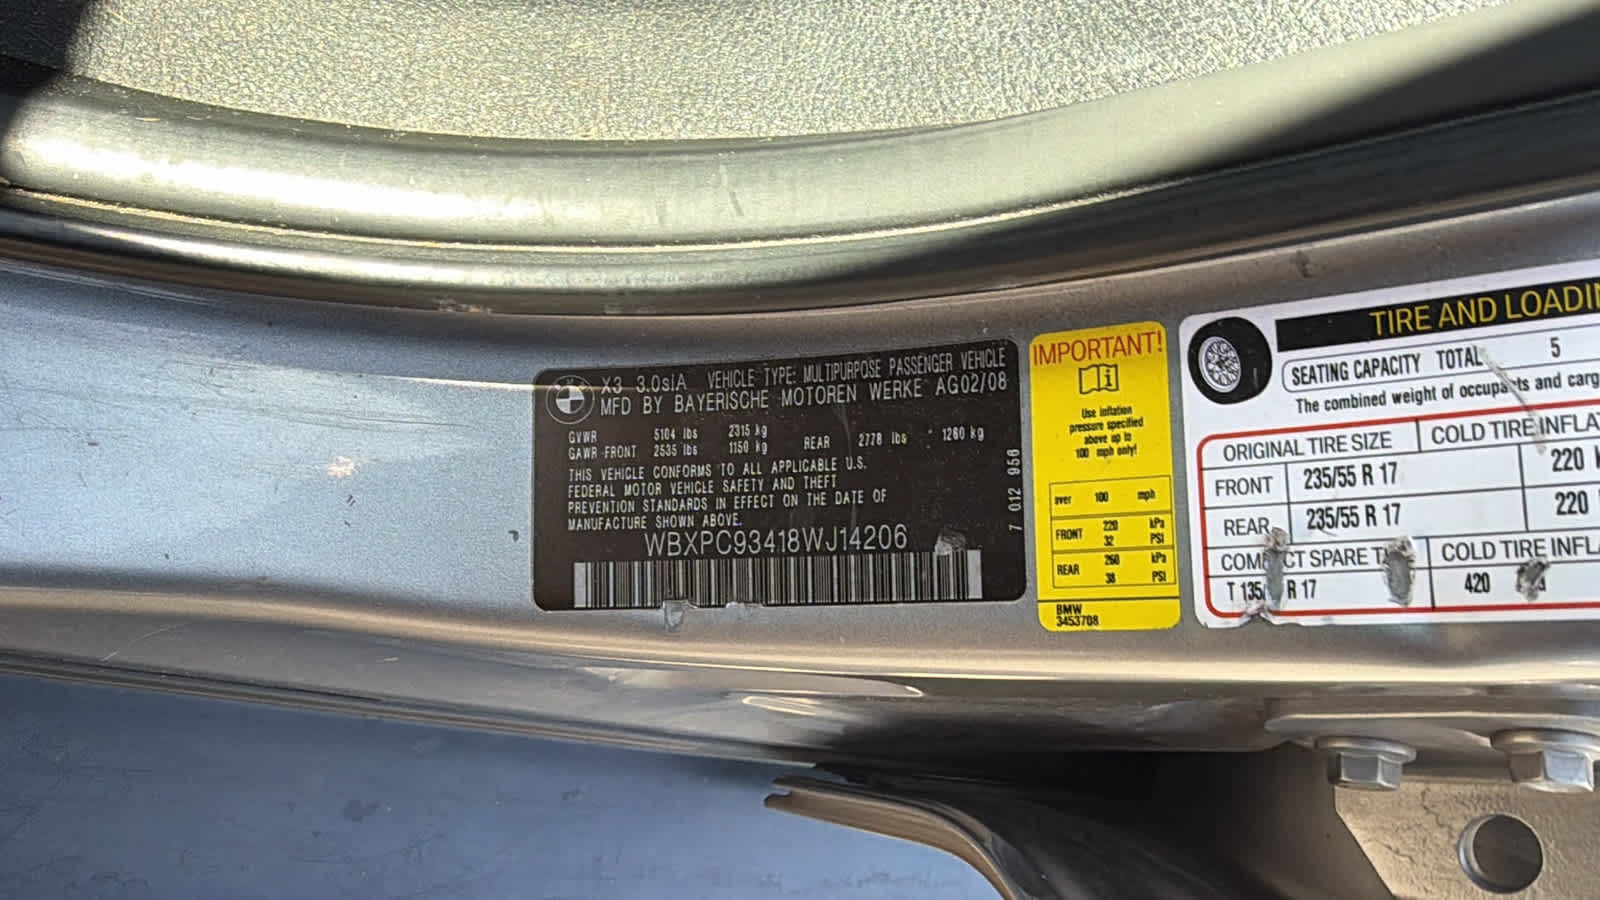 X3 3.0siA VEHICLE TYPE: MULTIPURPOSE PASSENGER VEHICLE
MFD BY BAYERISCHE MOTOREN WERKE AG02/08
GVWR 5104 lbs 2315 kg
GAWR FRONT 2535 lbs 1150 kg REAR 2778 lbs 1260 kg
THIS VEHICLE CONFORMS TO ALL APPLICABLE U.S.
FEDERAL MOTOR VEHICLE SAFETY AND THEFT
PREVENTION STANDARDS IN EFFECT ON THE DATE OF
MANUFACTURE SHOWN ABOVE.
WBXPC93418WJ14206
7 012 956
IMPORTANT!
Use inflation
pressure specified
above up to
100 mph only!
over 100 mph
FRONT 220 kPa
32 PSI
REAR 260 kPa
38 PSI
BMW
3453708
TIRE AND LOADIN
SEATING CAPACITY TOTAL 5
The combined weight of occupants and carg
ORIGINAL TIRE SIZE COLD TIRE INFLA
FRONT 235/55 R 17 220
REAR 235/55 R 17 220
COMPACT SPARE COLD TIRE INFL
T 135/ R 17 420